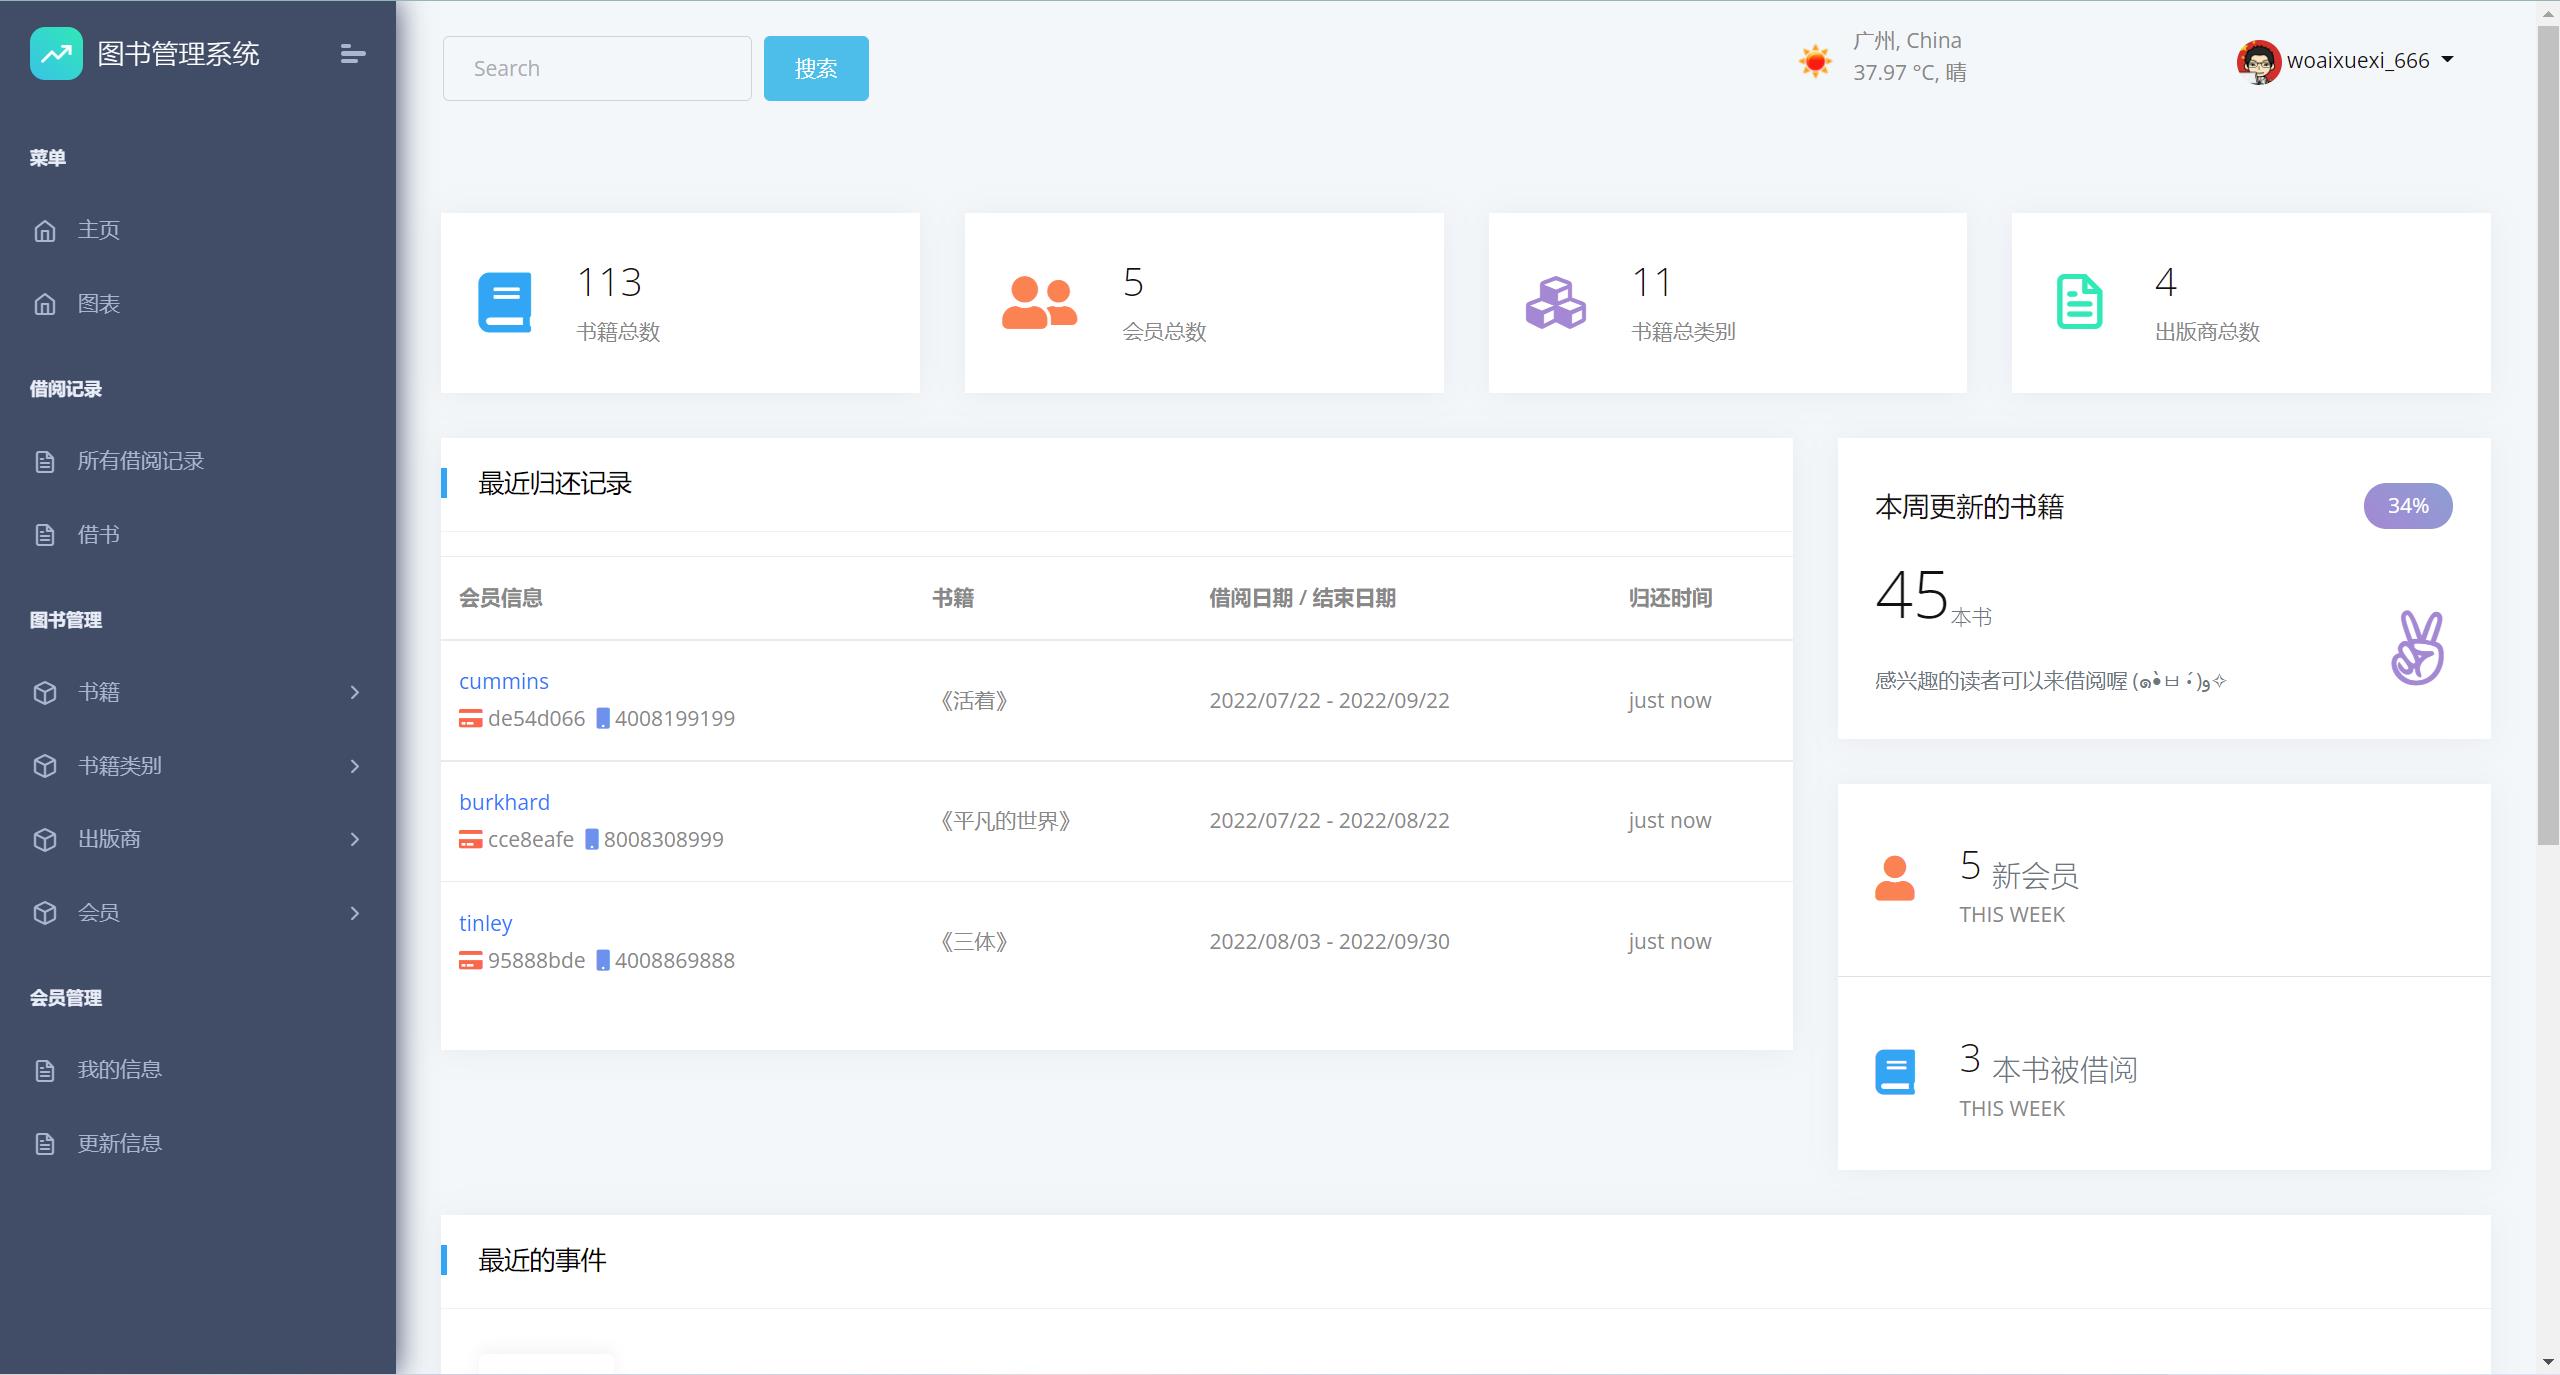 图书管理系统
菜单
主页
图表
借阅记录
所有借阅记录
借书
图书管理
书籍
书籍类别
出版商
会员
会员管理
我的信息
更新信息
Search
搜索
广州, China
37.97 °C, 晴
woaixuexi_666
113
书籍总数
5
会员总数
11
书籍总类别
4
出版商总数
最近归还记录
会员信息 书籍 借阅日期 / 结束日期 归还时间
cummins
de54d066 4008199199
《活着》 2022/07/22 - 2022/09/22 just now
burkhard
cce8eafe 8008308999
《平凡的世界》 2022/07/22 - 2022/08/22 just now
tinley
95888bde 4008869888
《三体》 2022/08/03 - 2022/09/30 just now
本周更新的书籍
34%
45本书
感兴趣的读者可以来借阅喔 (๑•̀ㅂ•́)و✧
5 新会员
THIS WEEK
3 本书被借阅
THIS WEEK
最近的事件